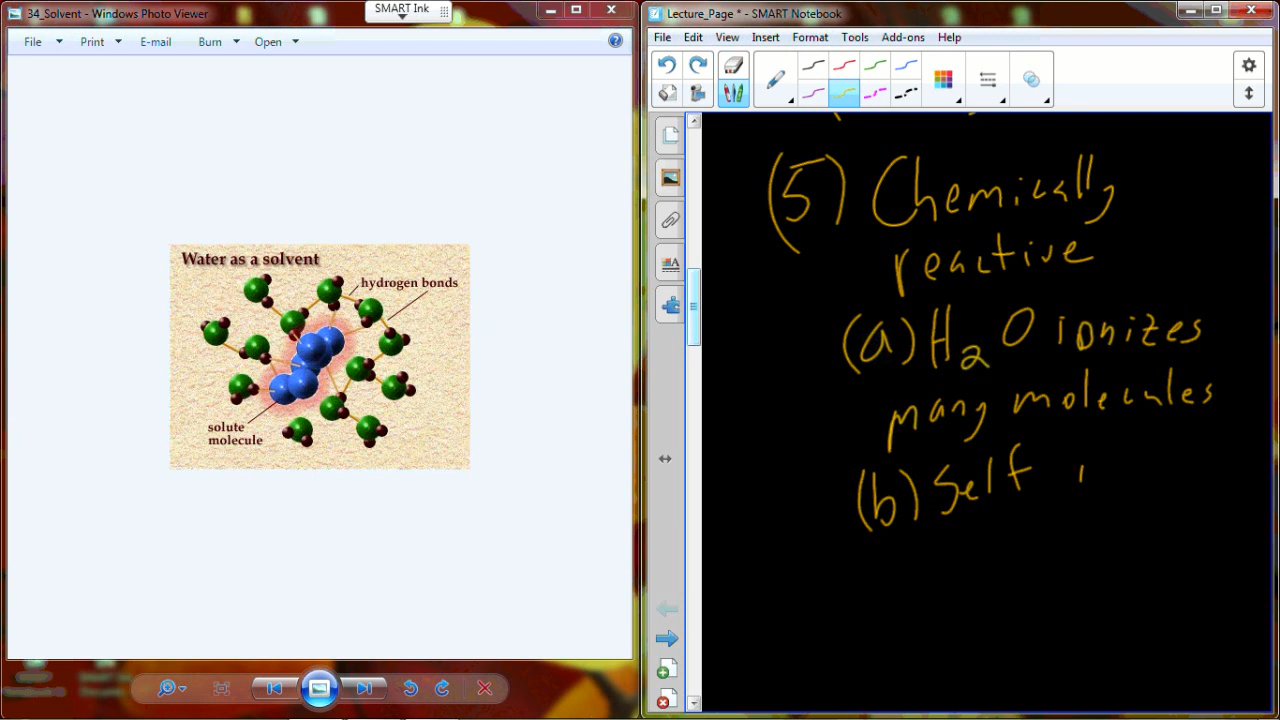 34_Solvent - Windows Photo Viewer
SMART Ink
File Print E-mail Burn Open
Water as a solvent
hydrogen bonds
solute
molecule
Lecture_Page * - SMART Notebook
File Edit View Insert Format Tools Add-ons Help
(5) Chemically
reactive
(a) H2O ionizes
many molecules
(b) Self